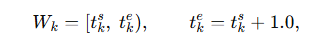 W_k = [t_k^s, t_k^e),    t_k^e = t_k^s + 1.0,